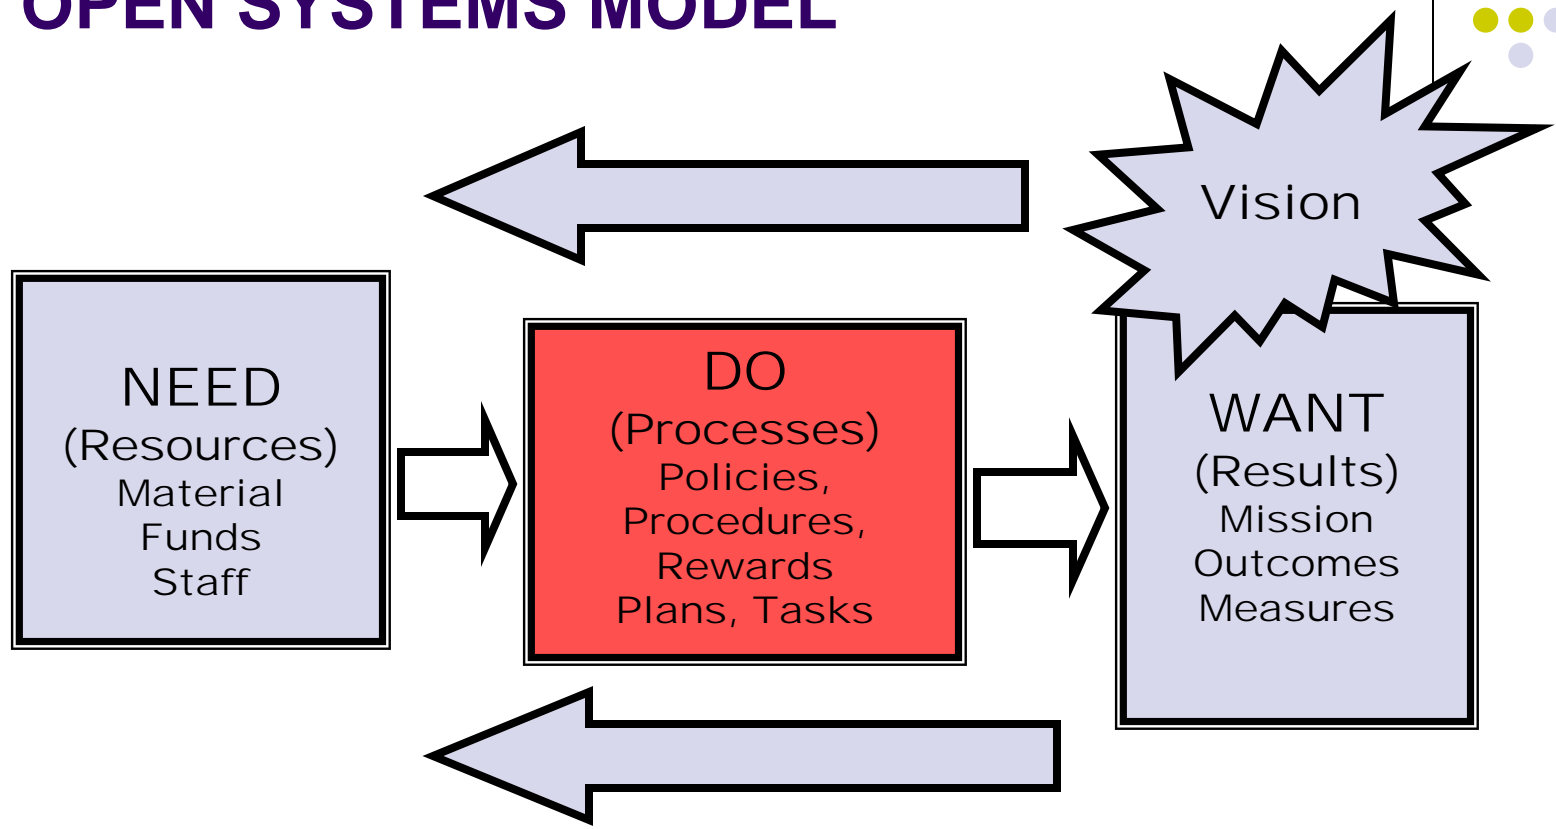 OPEN SYSTEMS MODEL
Vision
NEED
(Resources)
Material
Funds
Staff
DO
(Processes)
Policies,
Procedures,
Rewards
Plans, Tasks
WANT
(Results)
Mission
Outcomes
Measures